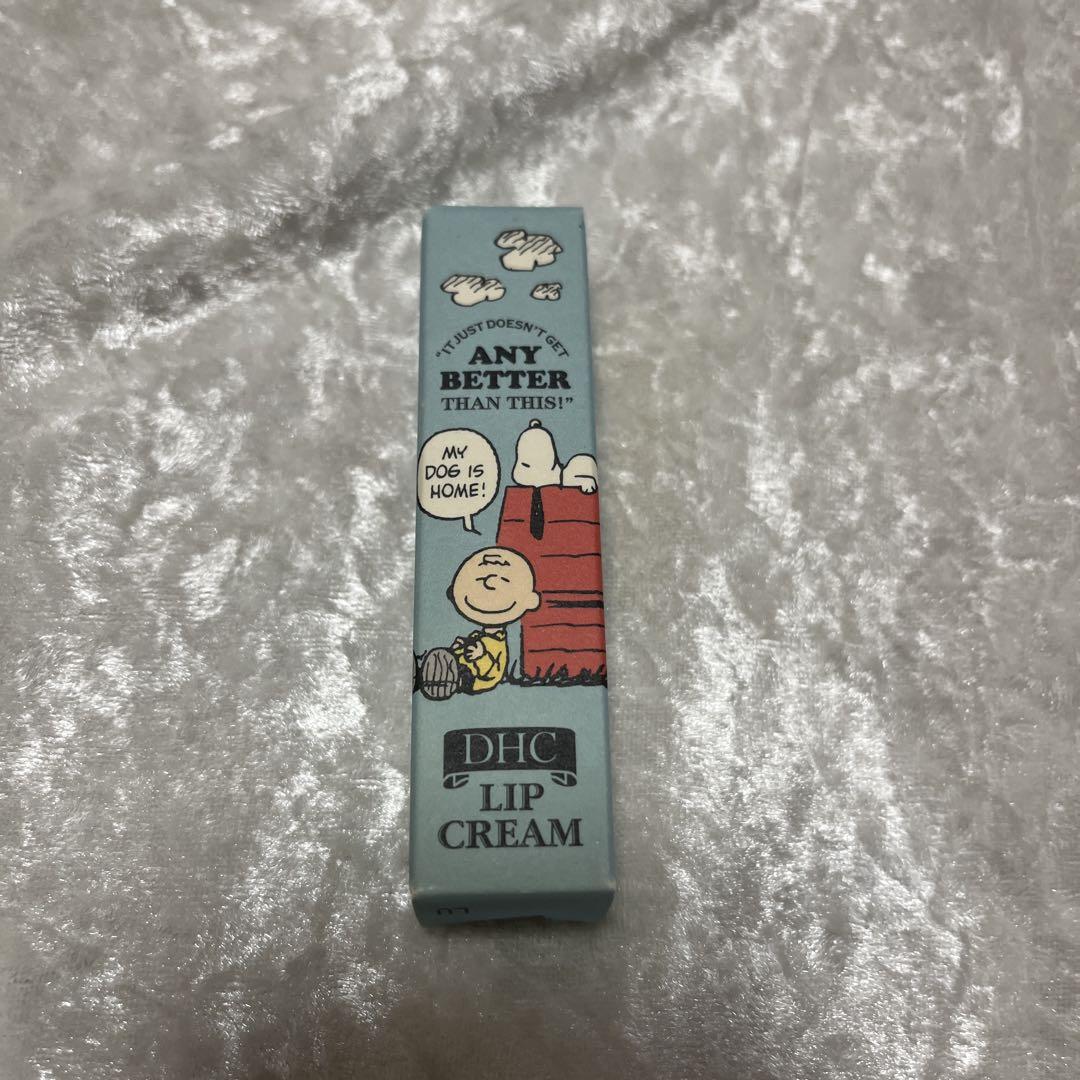 "IT JUST DOESN'T GET
ANY
BETTER
THAN THIS!"
MY
DOG IS
HOME!
DHC
LIP
CREAM